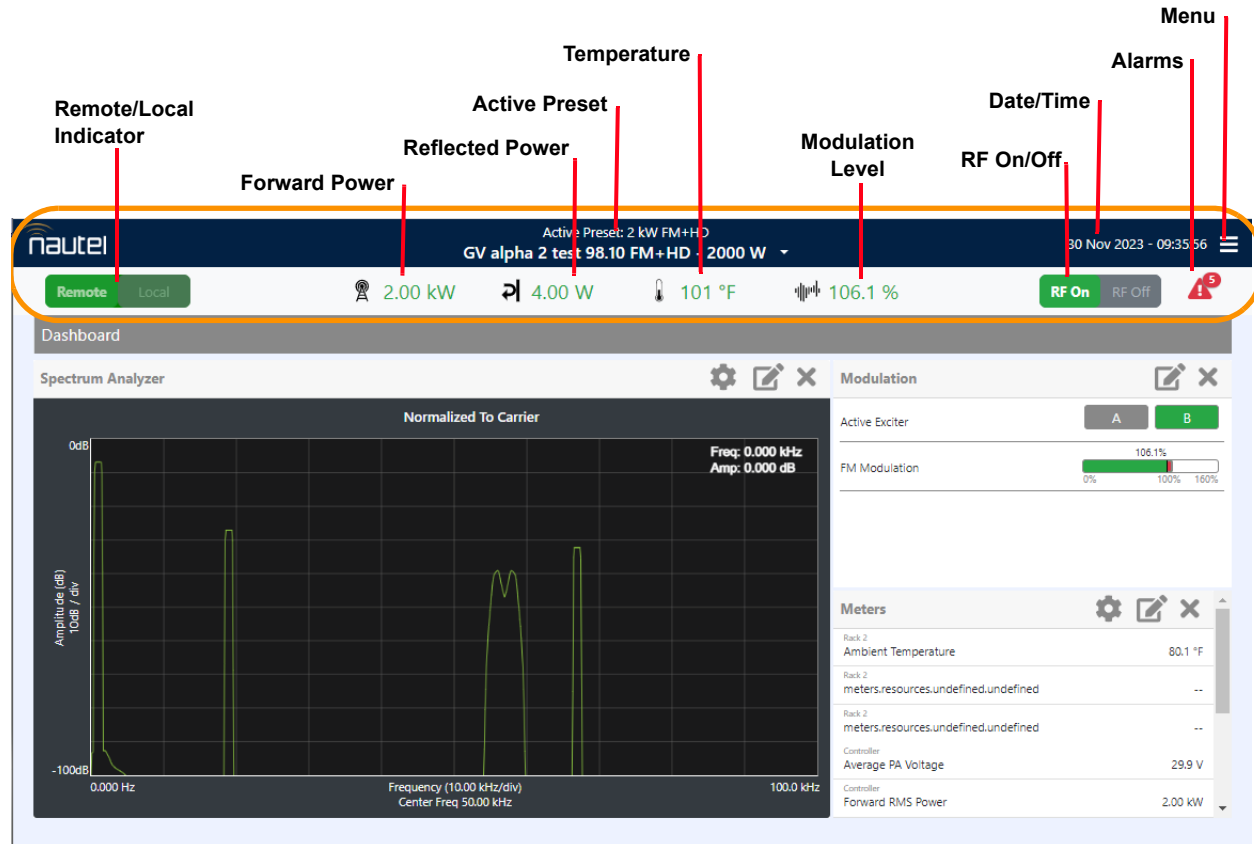 Menu
Temperature
Alarms
Remote/Local
Indicator
Active Preset
Date/Time
Reflected Power
Modulation
Level
RF On/Off
Forward Power
nautel
Active Preset: 2 kW FM+HD
GV alpha 2 test 98.10 FM+HD - 2000 W
30 Nov 2023 - 09:35:56
Remote Local
2.00 kW
4.00 W
101 °F
106.1 %
RF On RF Off
5
Dashboard
Spectrum Analyzer
Normalized To Carrier
0dB
Freq: 0.000 kHz
Amp: 0.000 dB
Amplitude (dB)
10dB / div
-100dB
0.000 Hz
Frequency (10.00 kHz/div)
100.0 kHz
Center Freq 50.00 kHz
Modulation
Active Exciter
A B
106.1%
FM Modulation
0% 100% 160%
Meters
Rack 2
Ambient Temperature 80.1 °F
Rack 2
meters.resources.undefined.undefined --
Rack 2
meters.resources.undefined.undefined --
Controller
Average PA Voltage 29.9 V
Controller
Forward RMS Power 2.00 kW